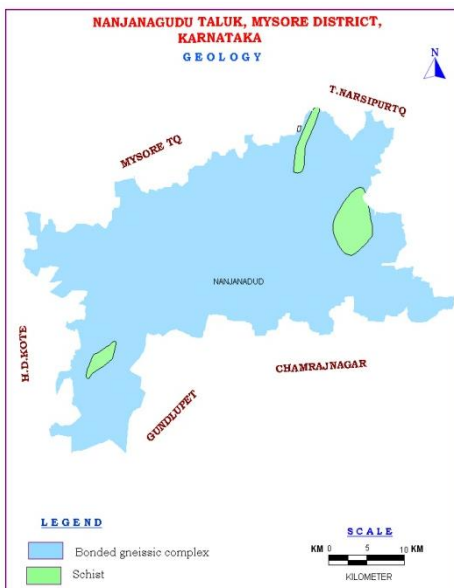 NANJANAGUDU TALUK, MYSORE DISTRICT,
KARNATAKA
GEOLOGY
N
T.NARSIPURTQ
MYSORE TQ
NANJANADUD
H.D.KOTE
CHAMRAJNAGAR
GUNDLUPET
LEGEND
Bonded gneissic complex
Schist
SCALE
KM 0 5 10 KM
KILOMETER